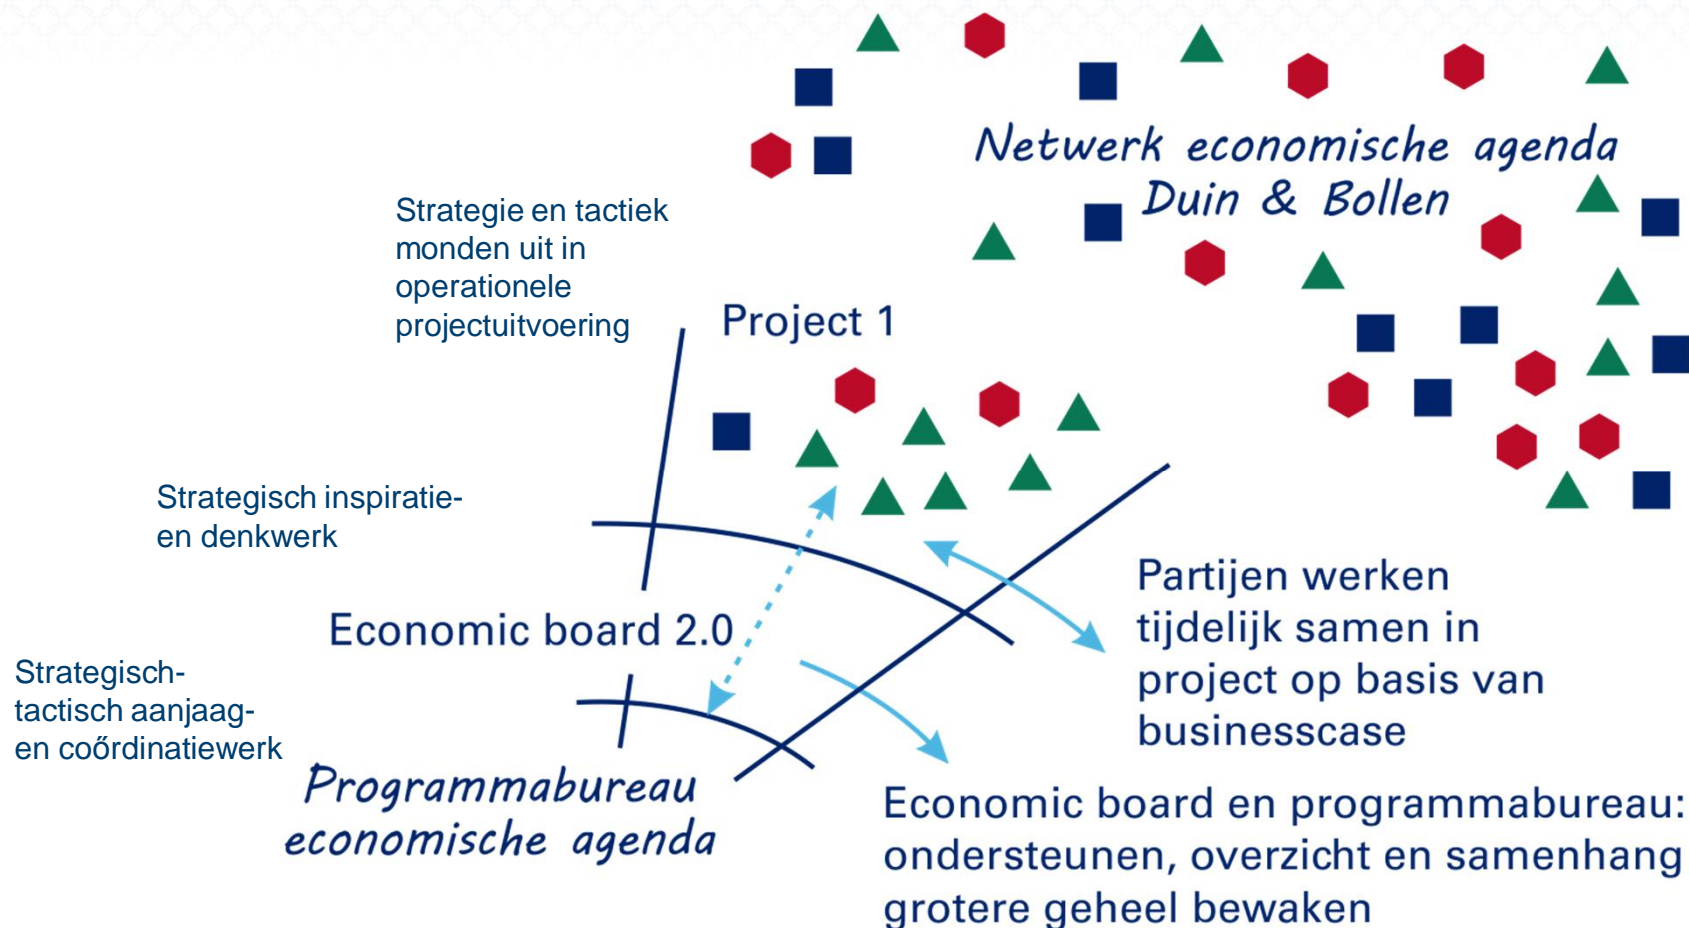 Netwerk economische agenda
Duin & Bollen
Strategie en tactiek
monden uit in
operationele
projectuitvoering
Project 1
Strategisch inspiratie-
en denkwerk
Partijen werken
tijdelijk samen in
project op basis van
businesscase
Economic board 2.0
Strategisch-
tactisch aanjaag-
en coőrdinatiewerk
Programmabureau
economische agenda
Economic board en programmabureau:
ondersteunen, overzicht en samenhang
grotere geheel bewaken